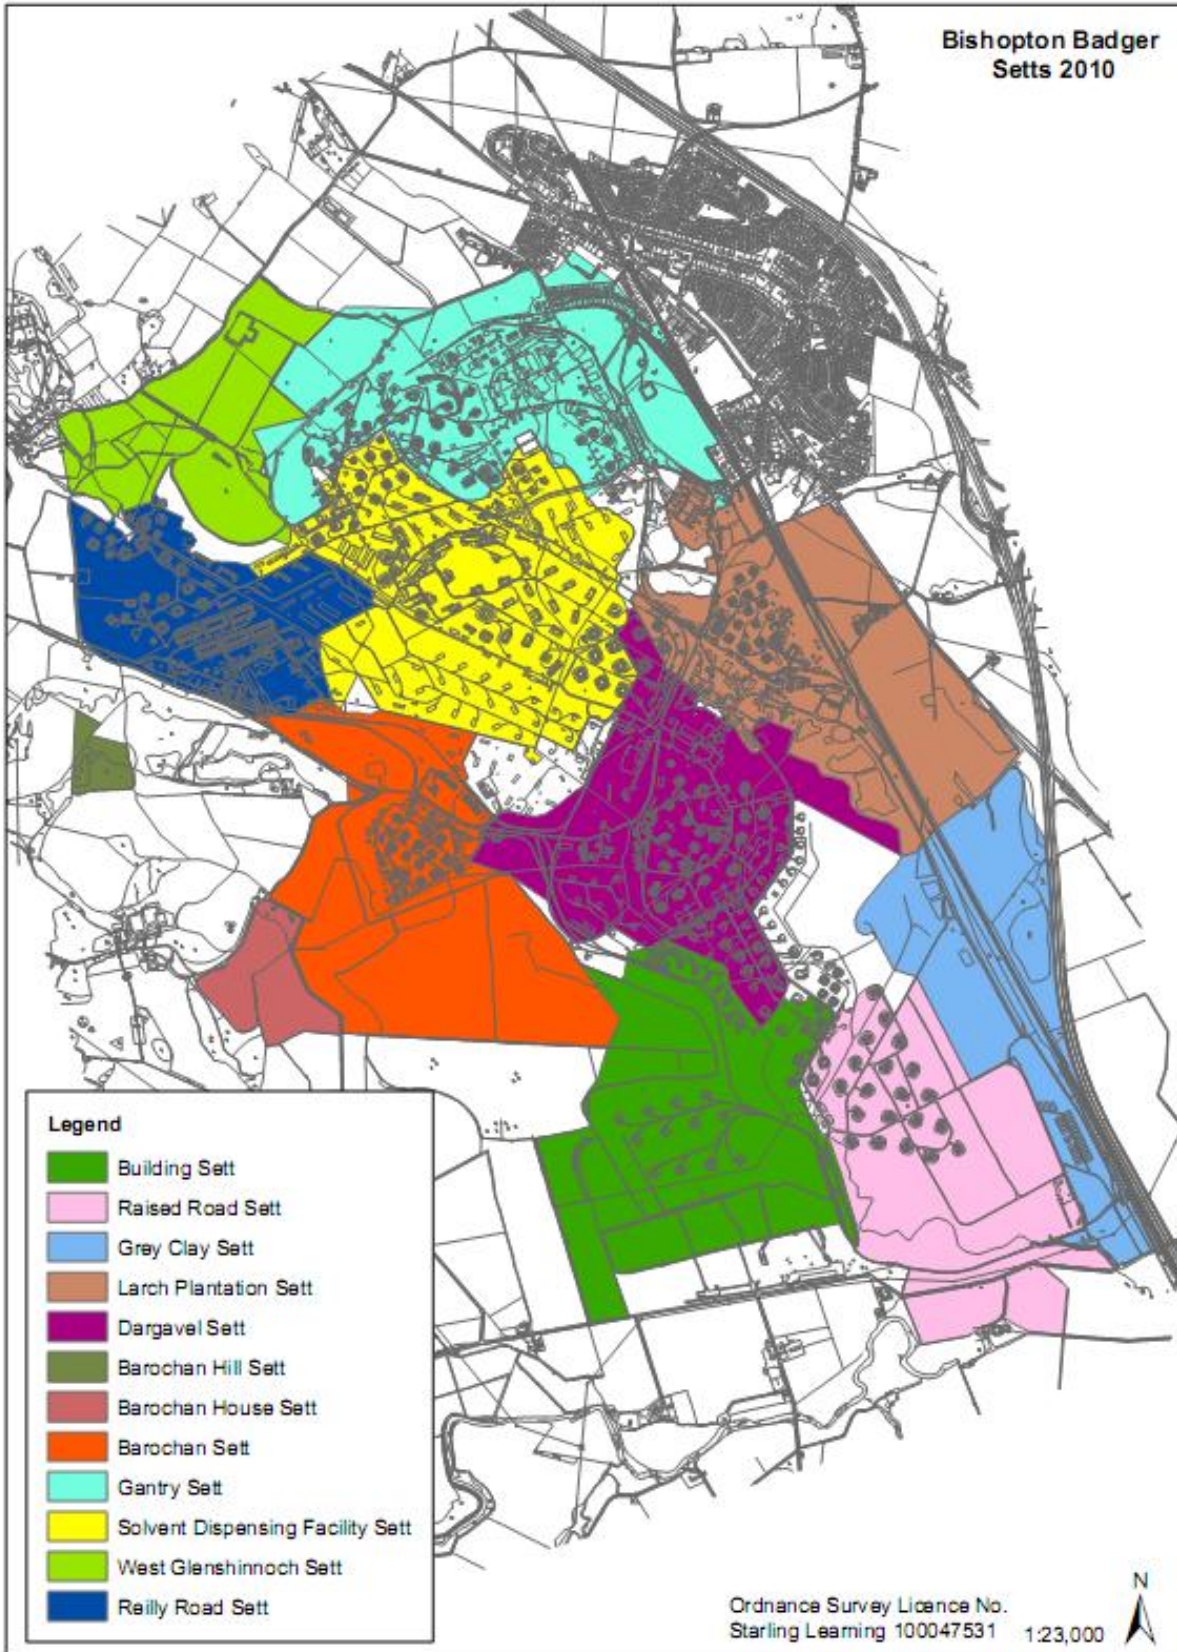 Bishopton Badger
Setts 2010
Legend
Building Sett
Raised Road Sett
Grey Clay Sett
Larch Plantation Sett
Dargavel Sett
Barochan Hill Sett
Barochan House Sett
Barochan Sett
Gantry Sett
Solvent Dispensing Facility Sett
West Glenshinnoch Sett
Reilly Road Sett
Ordnance Survey Licence No.
Starling Learning 100047531
1:23,000
N